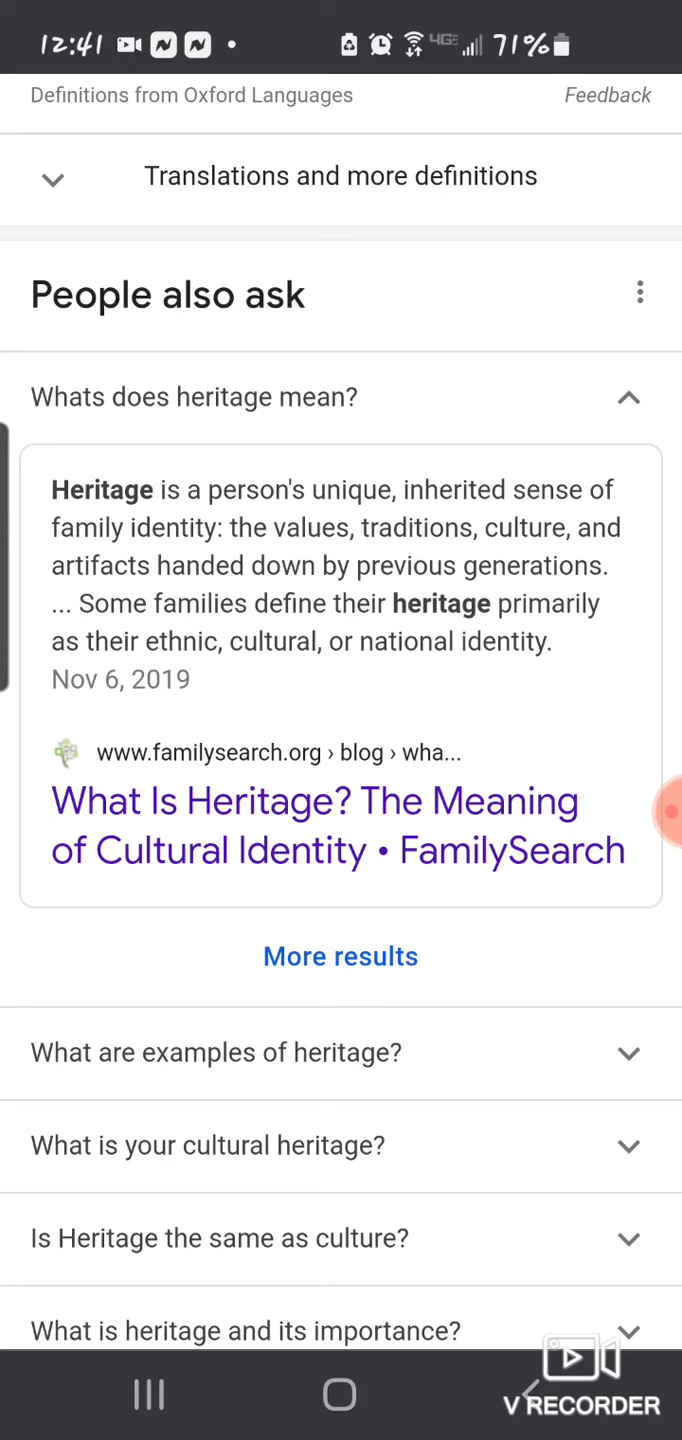 12:41 4GE 71%
Definitions from Oxford Languages Feedback
Translations and more definitions
People also ask
Whats does heritage mean?
Heritage is a person's unique, inherited sense of
family identity: the values, traditions, culture, and
artifacts handed down by previous generations.
... Some families define their heritage primarily
as their ethnic, cultural, or national identity.
Nov 6, 2019
www.familysearch.org › blog › wha...
What Is Heritage? The Meaning
of Cultural Identity • FamilySearch
More results
What are examples of heritage?
What is your cultural heritage?
Is Heritage the same as culture?
What is heritage and its importance?
V RECORDER